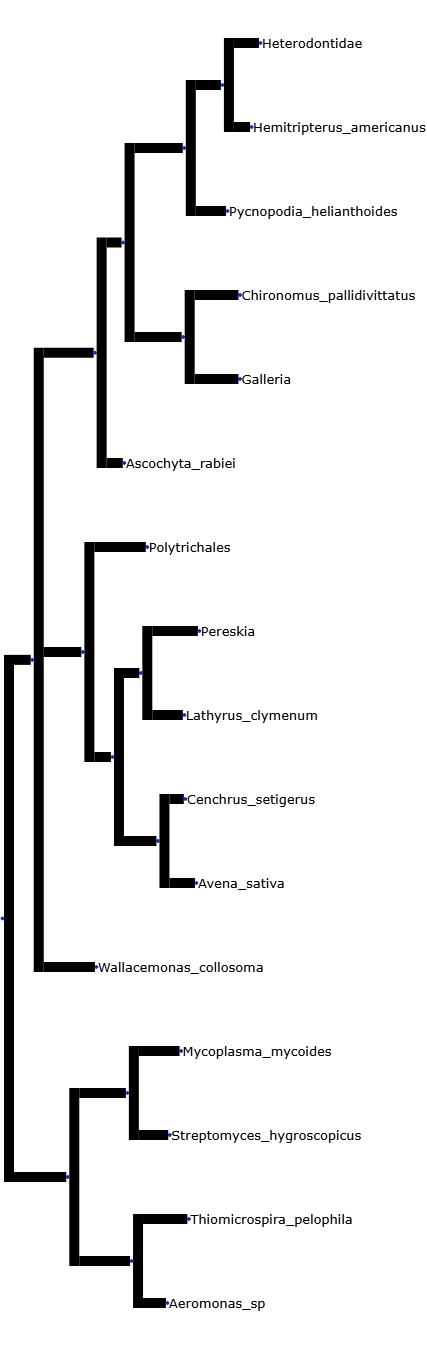 Heterodontidae
Hemitripterus_americanus
Pycnopodia_helianthoides
Chironomus_pallidivittatus
Galleria
Ascochyta_rabiei
Polytrichales
Pereskia
Lathyrus_clymenum
Cenchrus_setigerus
Avena_sativa
Wallacemonas_collosoma
Mycoplasma_mycoides
Streptomyces_hygroscopicus
Thiomicrospira_pelophila
Aeromonas_sp